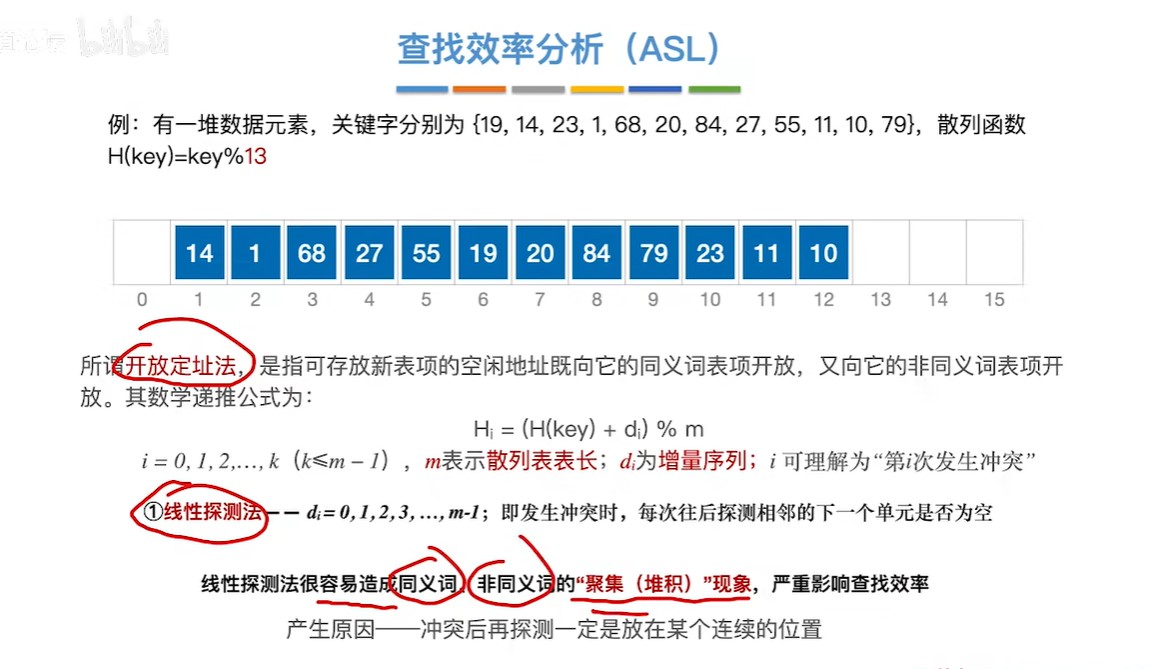 查找效率分析（ASL）
例：有一堆数据元素，关键字分别为 {19, 14, 23, 1, 68, 20, 84, 27, 55, 11, 10, 79}，散列函数
H(key)=key%13
14 1 68 27 55 19 20 84 79 23 11 10
0 1 2 3 4 5 6 7 8 9 10 11 12 13 14 15
所谓开放定址法，是指可存放新表项的空闲地址既向它的同义词表项开放，又向它的非同义词表项开
放。其数学递推公式为：
Hᵢ = (H(key) + dᵢ) % m
i = 0, 1, 2,…, k（k≤m − 1），m表示散列表表长；dᵢ为增量序列；i 可理解为“第i次发生冲突”
①线性探测法—— dᵢ = 0, 1, 2, 3, …, m-1；即发生冲突时，每次往后探测相邻的下一个单元是否为空
线性探测法很容易造成同义词、非同义词的“聚集（堆积）”现象，严重影响查找效率
产生原因——冲突后再探测一定是放在某个连续的位置